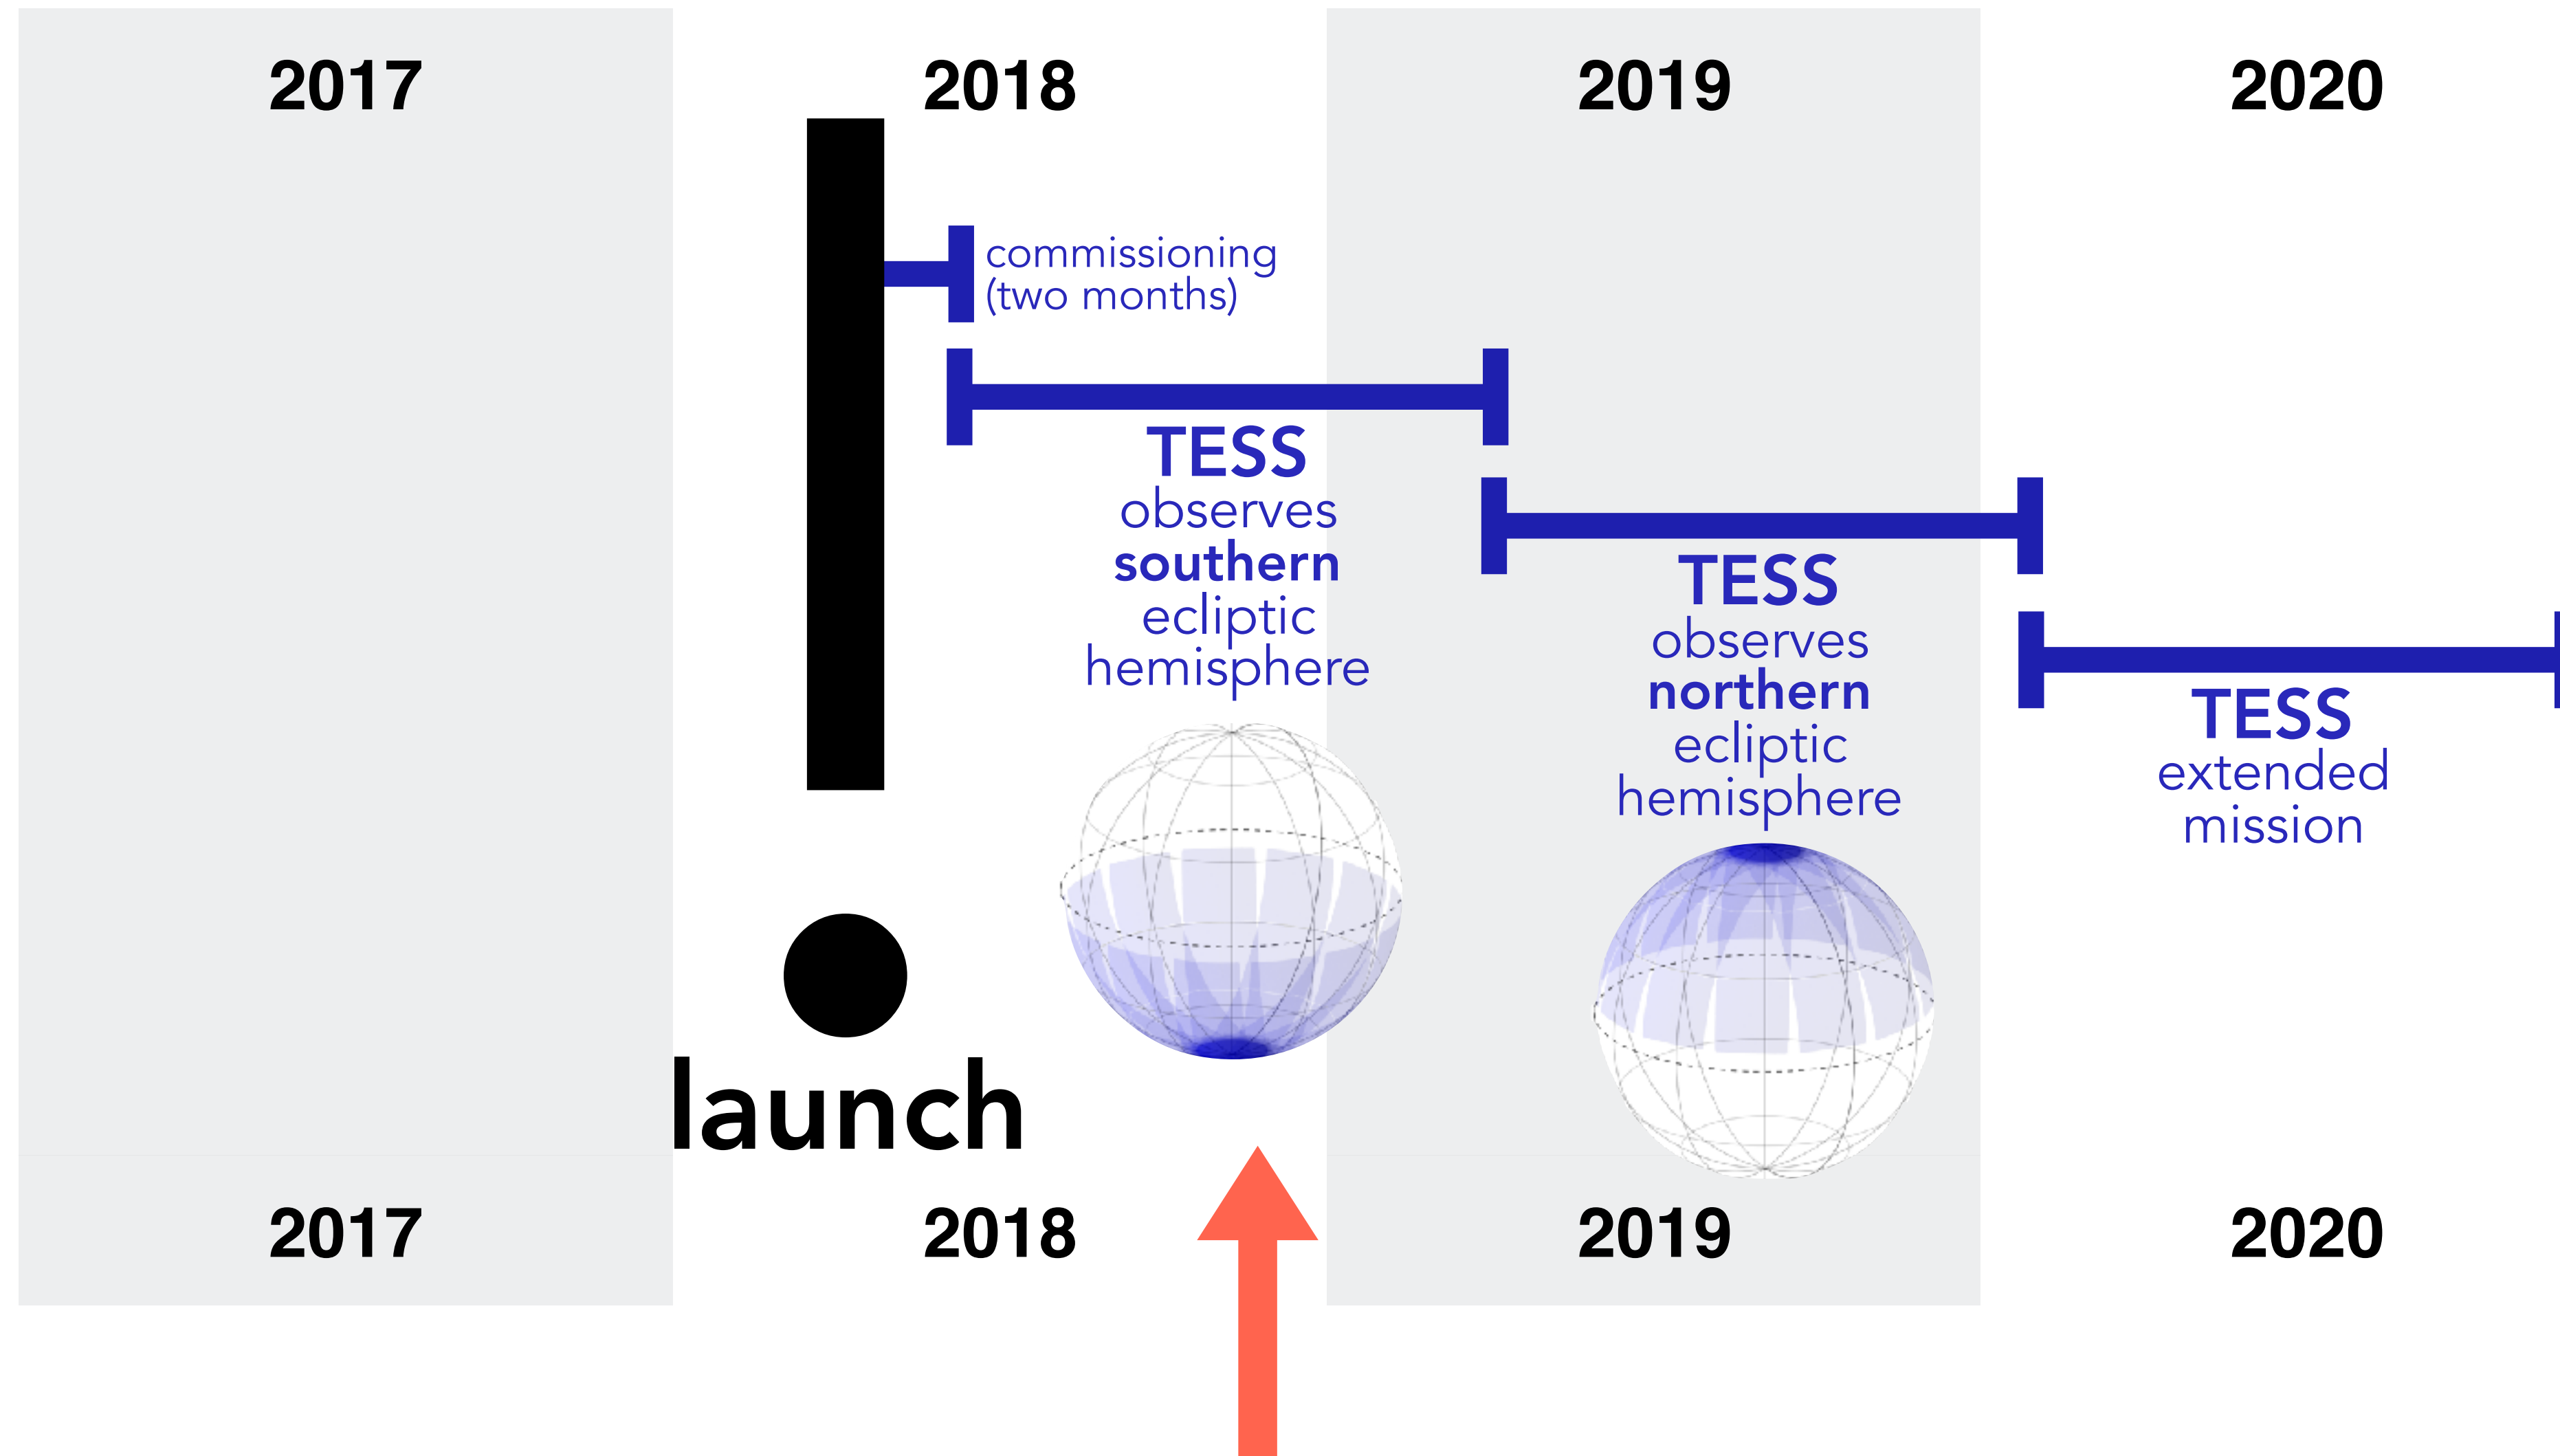 2017
2018
2019
2020
commissioning
(two months)
TESS
observes
southern
ecliptic
hemisphere
TESS
observes
northern
ecliptic
hemisphere
TESS
extended
mission
launch
2017
2018
2019
2020